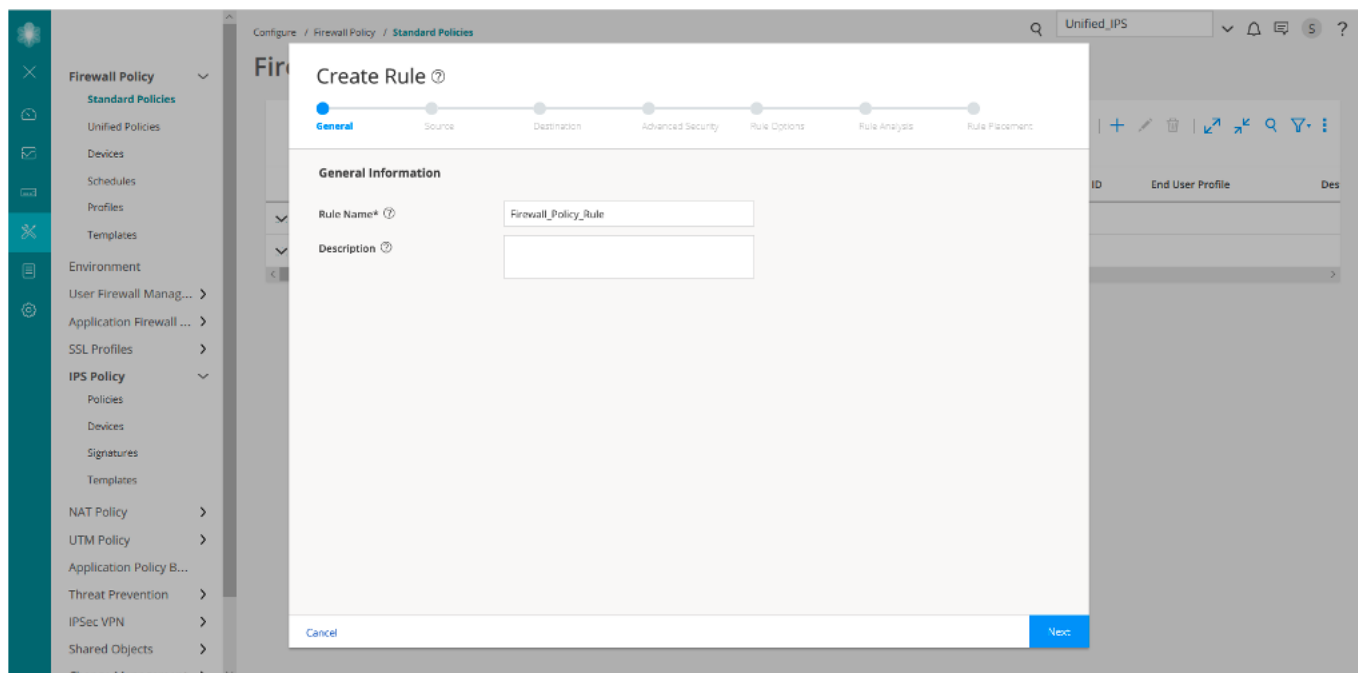 Configure / Firewall Policy / Standard Policies
Unified_IPS
S
?
Fir
Firewall Policy
Standard Policies
Unified Policies
Devices
Schedules
Profiles
Templates
Environment
User Firewall Manag...
Application Firewall ...
SSL Profiles
IPS Policy
Policies
Devices
Signatures
Templates
NAT Policy
UTM Policy
Application Policy B...
Threat Prevention
IPSec VPN
Shared Objects
Create Rule ?
General
Source
Destination
Advanced Security
Rule Options
Rule Analysis
Rule Placement
General Information
Rule Name* ?
Firewall_Policy_Rule
Description ?
Cancel
Next
ID
End User Profile
Des